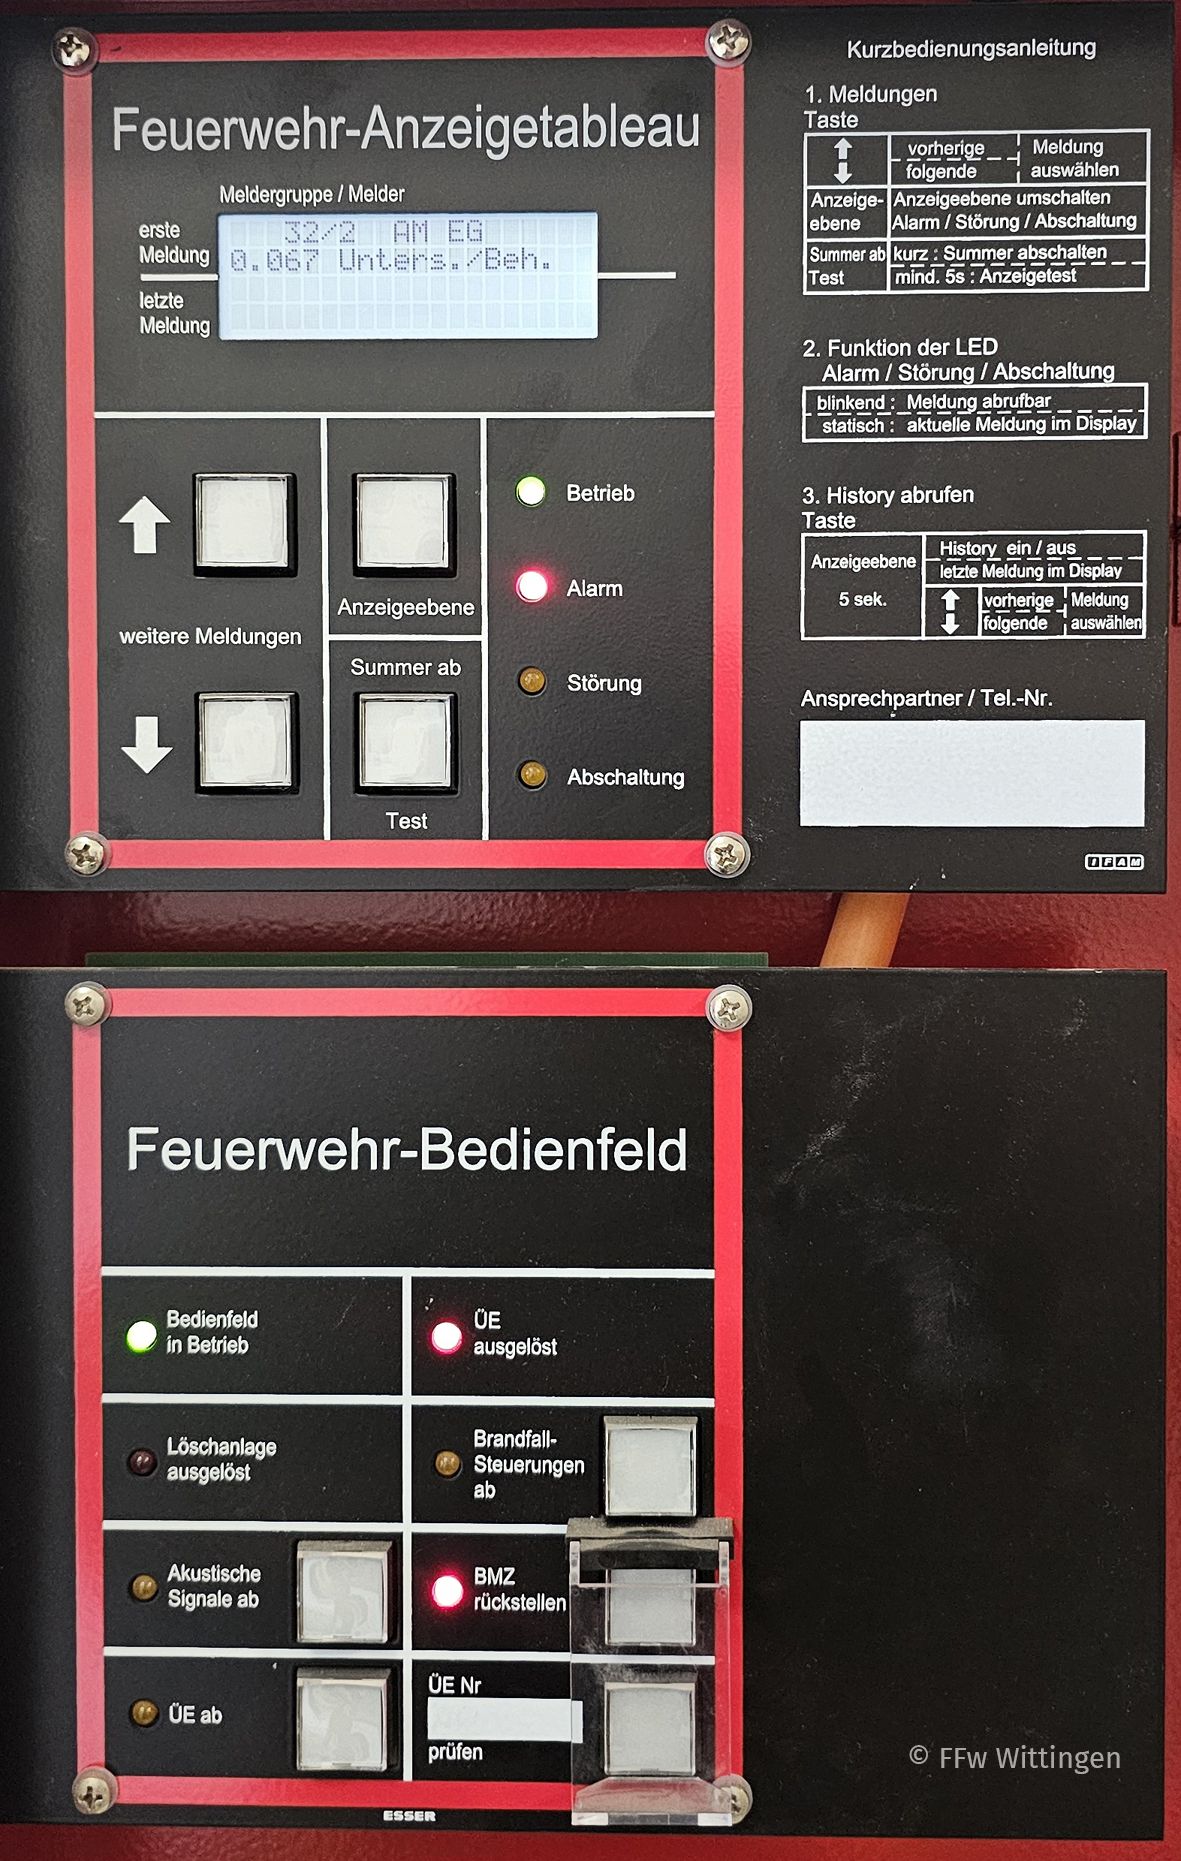 Feuerwehr-Anzeigetableau
Meldergruppe / Melder
erste
Meldung
letzte
Meldung
32/2 AM EG
0.067 Unters./Beh.
weitere Meldungen
Anzeigeebene
Summer ab
Test
Betrieb
Alarm
Störung
Abschaltung
Kurzbedienungsanleitung
1. Meldungen
Taste
vorherige
folgende
Meldung
auswählen
Anzeige-
ebene
Anzeigeebene umschalten
Alarm / Störung / Abschaltung
Summer ab
Test
kurz : Summer abschalten
mind. 5s : Anzeigetest
2. Funktion der LED
Alarm / Störung / Abschaltung
blinkend : Meldung abrufbar
statisch : aktuelle Meldung im Display
3. History abrufen
Taste
Anzeigeebene
5 sek.
History ein / aus
letzte Meldung im Display
vorherige
folgende
Meldung
auswählen
Ansprechpartner / Tel.-Nr.
IFAM
Feuerwehr-Bedienfeld
Bedienfeld
in Betrieb
ÜE
ausgelöst
Löschanlage
ausgelöst
Brandfall-
Steuerungen
ab
Akustische
Signale ab
BMZ
rückstellen
ÜE ab
ÜE Nr
prüfen
ESSER
© FFw Wittingen